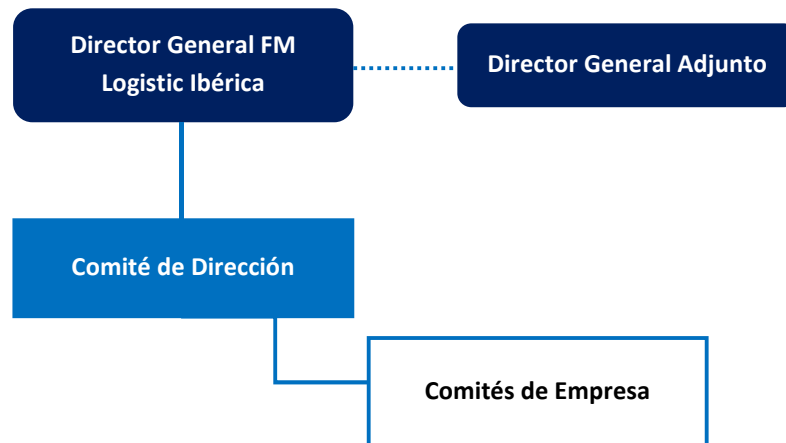 Director General FM
Logistic Ibérica
Director General Adjunto
Comité de Dirección
Comités de Empresa